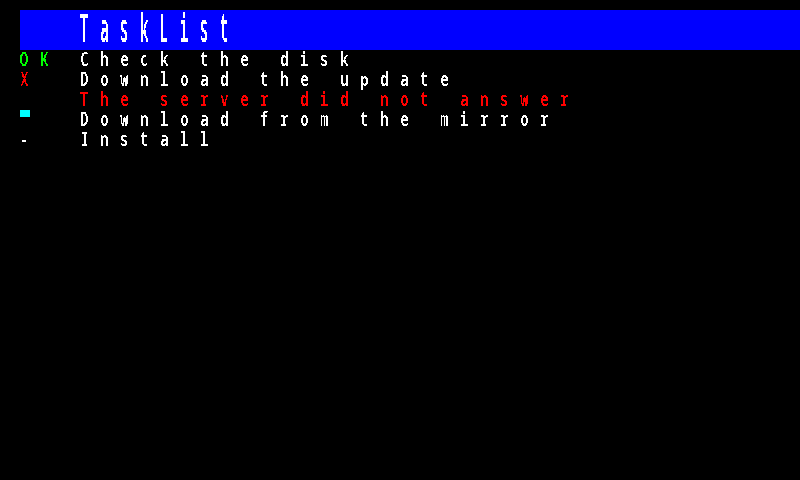 TaskList
OK Check the disk
X Download the update
The server did not answer
Download from the mirror
- Install